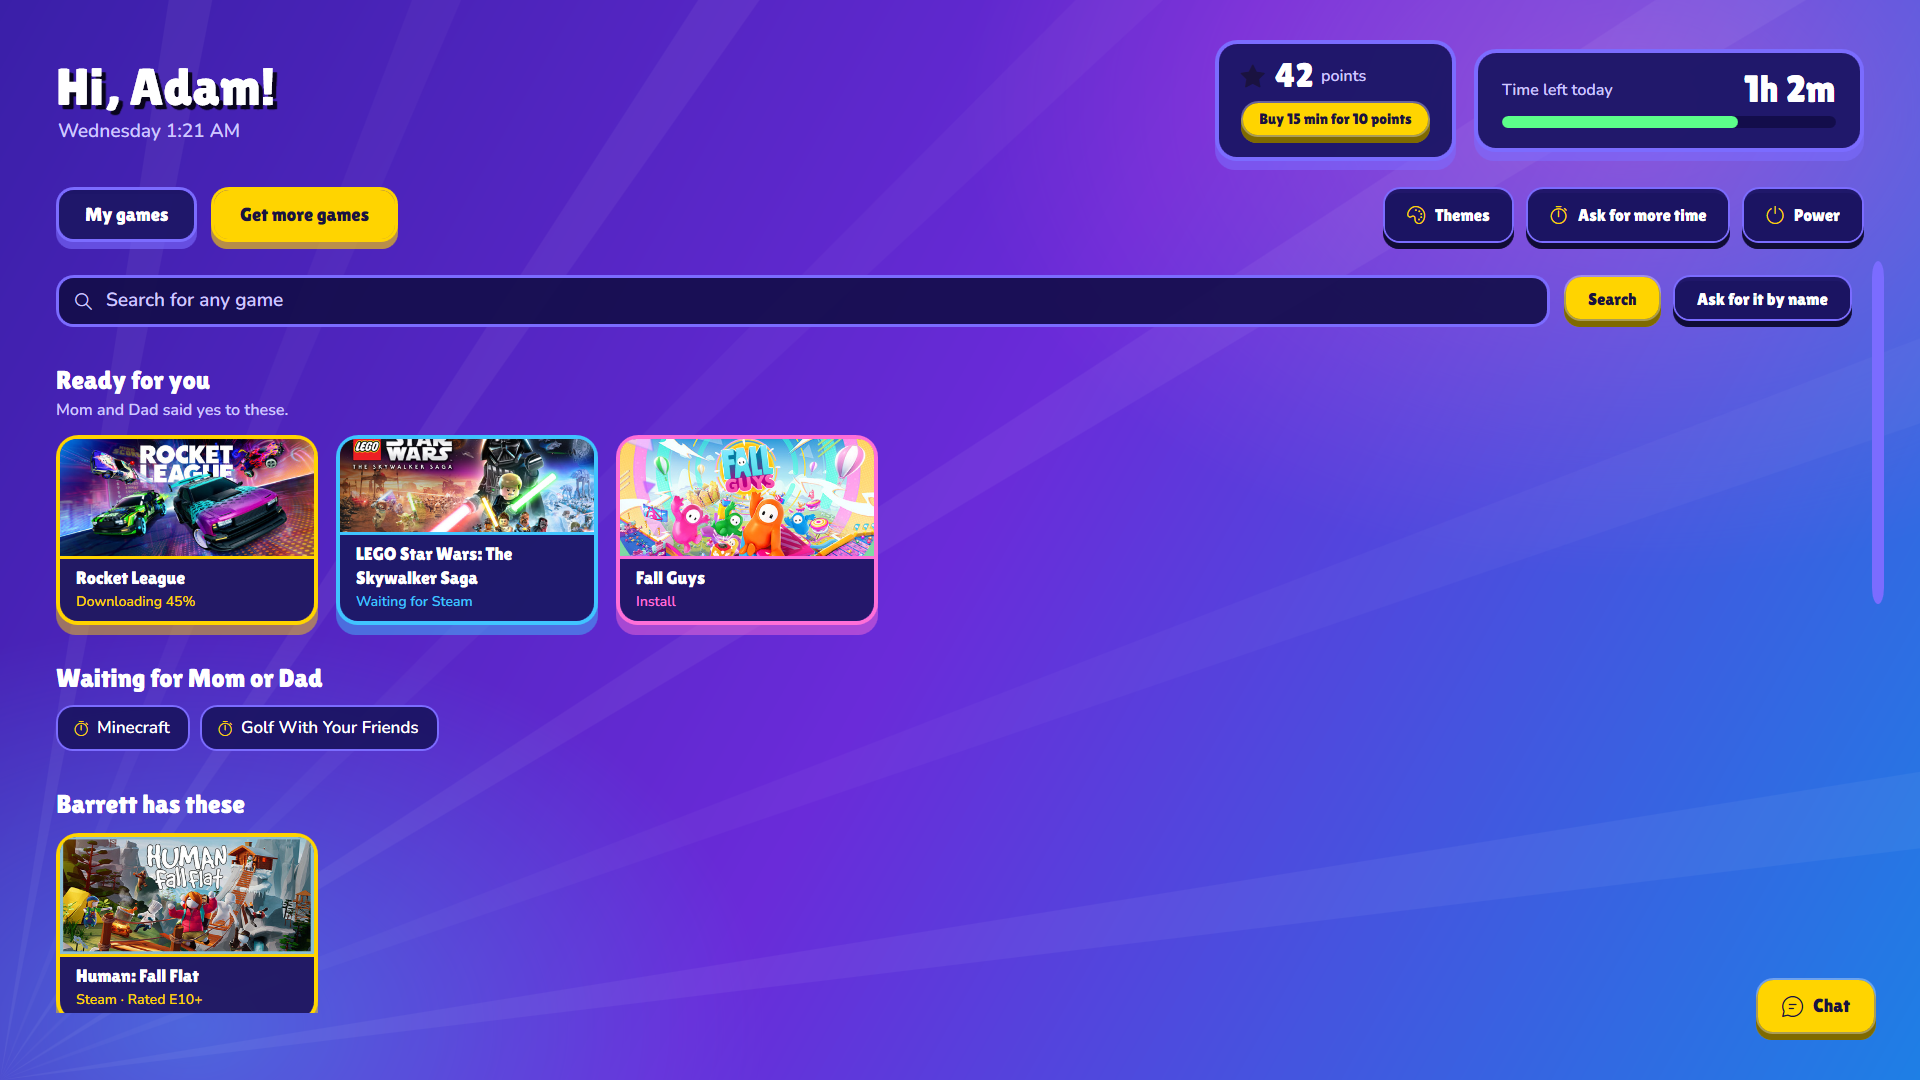 Hi, Adam!
Wednesday 1:21 AM
42 points
Buy 15 min for 10 points
Time left today
1h 2m
My games
Get more games
Themes
Ask for more time
Power
Search for any game
Search
Ask for it by name
Ready for you
Mom and Dad said yes to these.
ROCKET
LEAGUE
Rocket League
Downloading 45%
LEGO STAR
WARS
THE SKYWALKER SAGA
LEGO Star Wars: The
Skywalker Saga
Waiting for Steam
FALL
GUYS
Fall Guys
Install
Waiting for Mom or Dad
Minecraft
Golf With Your Friends
Barrett has these
HUMAN
fall flat
Human: Fall Flat
Steam · Rated E10+
Chat